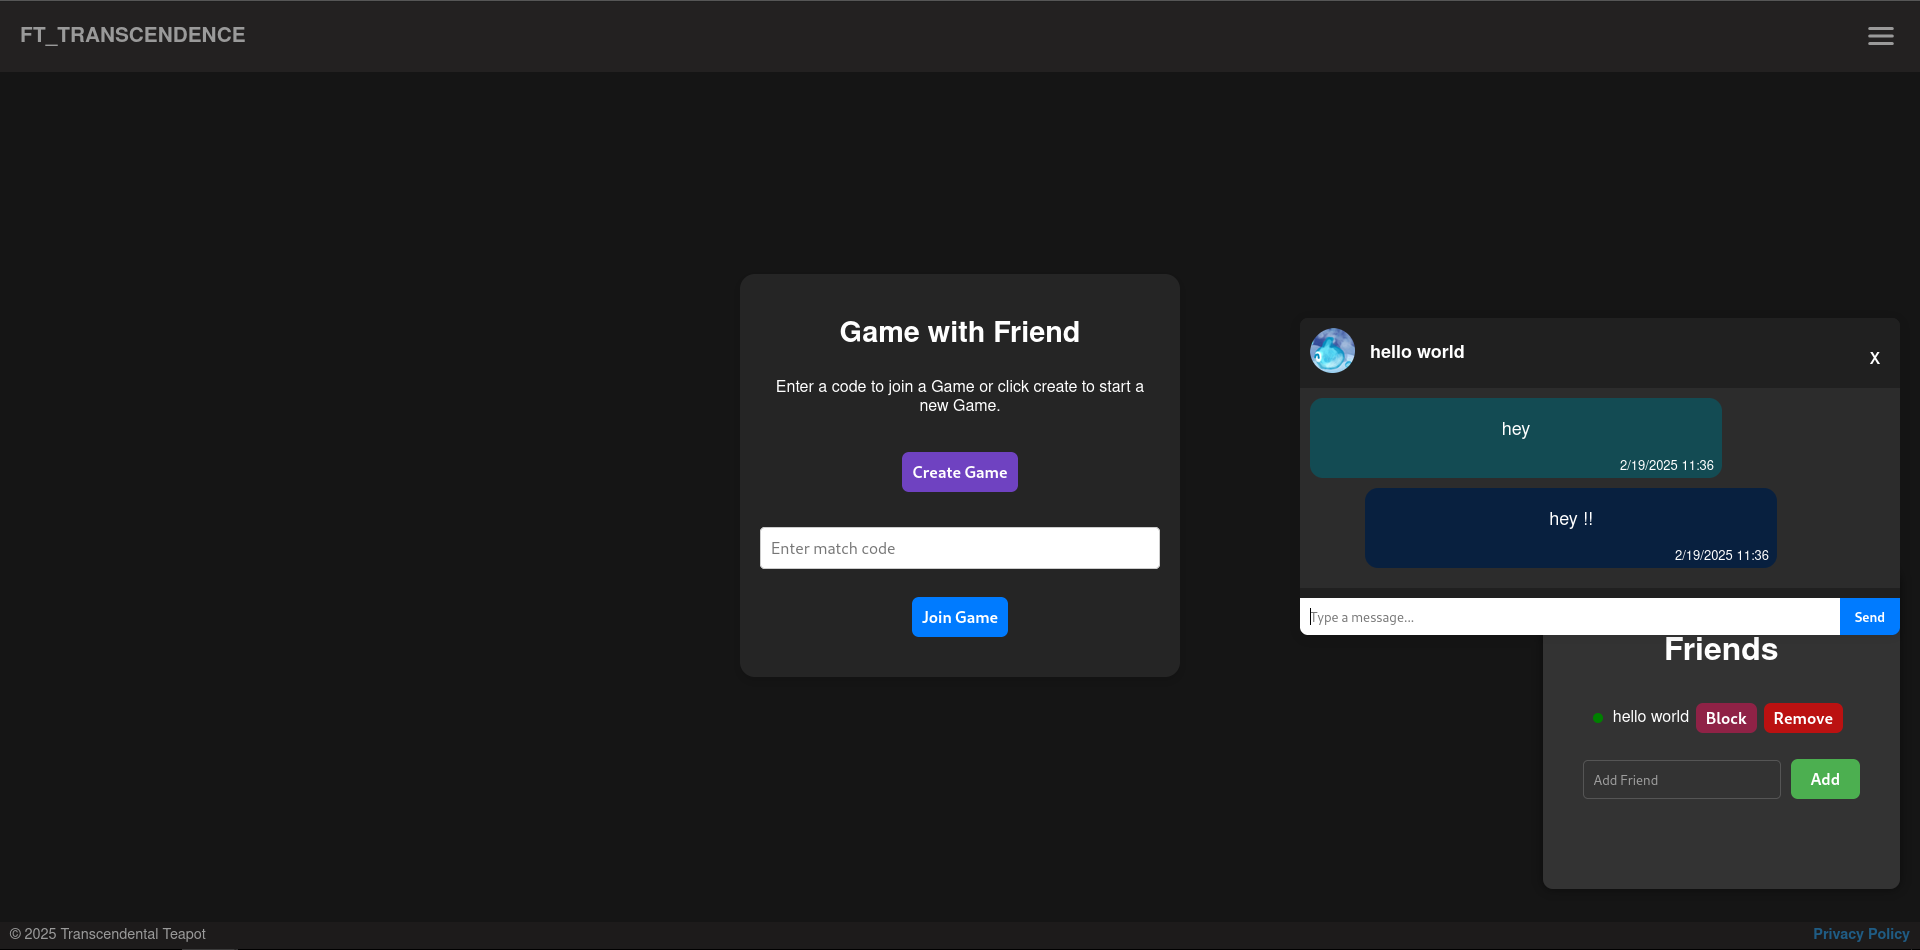 FT_TRANSCENDENCE
Game with Friend
Enter a code to join a Game or click create to start a
new Game.
Create Game
Enter match code
Join Game
hello world
X
hey
2/19/2025 11:36
hey !!
2/19/2025 11:36
Type a message...
Send
Friends
hello world
Block
Remove
Add Friend
Add
© 2025 Transcendental Teapot
Privacy Policy